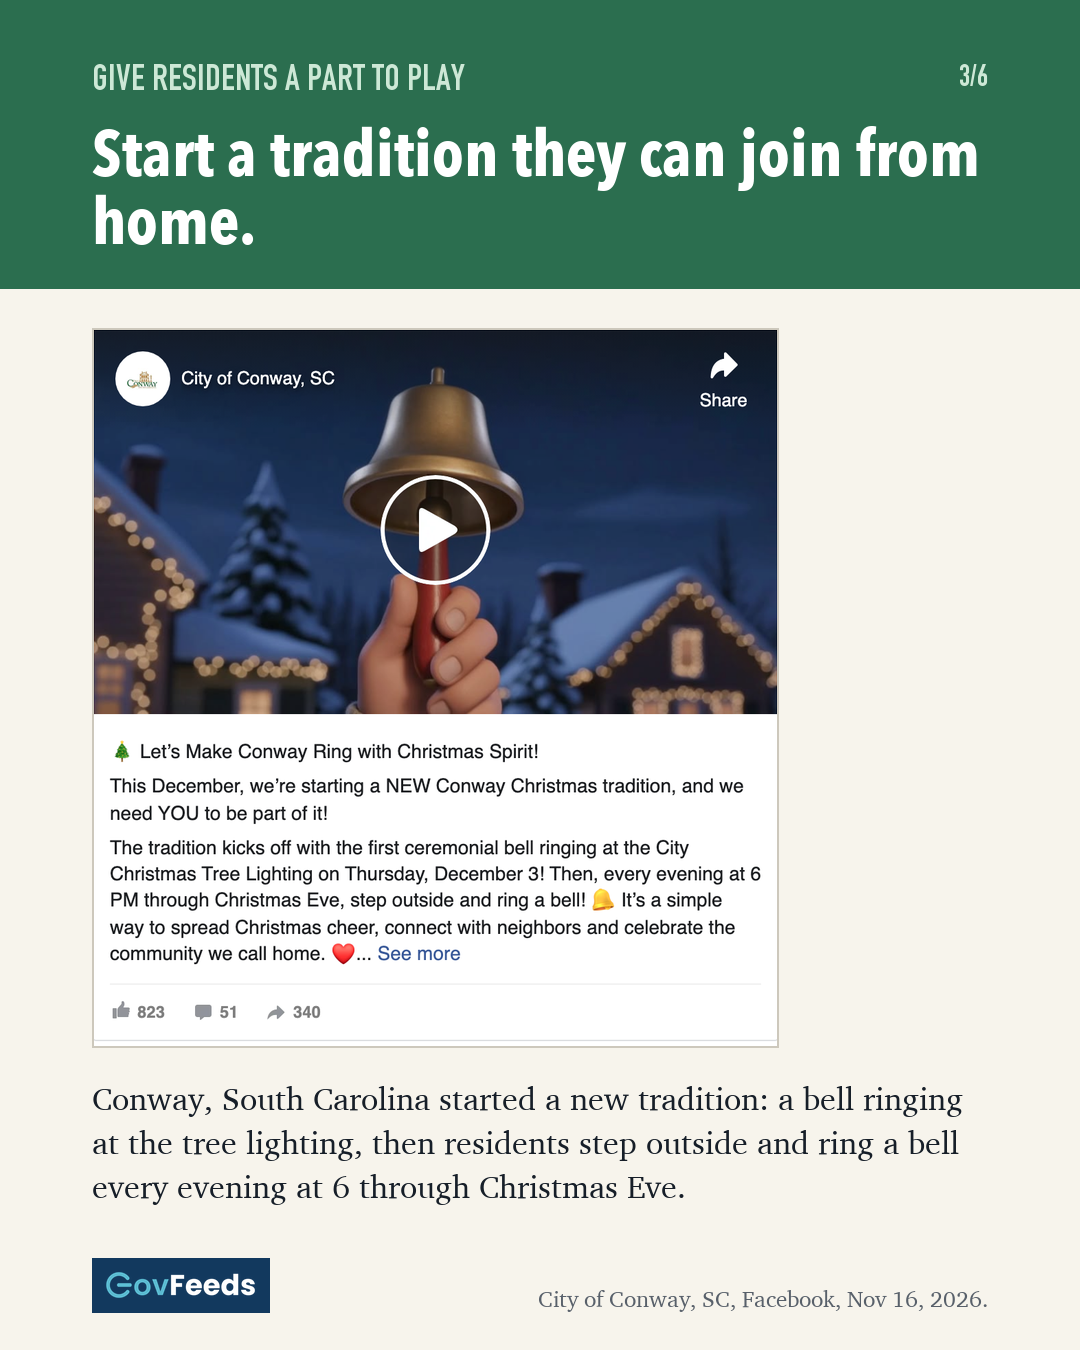 GIVE RESIDENTS A PART TO PLAY
3/6
Start a tradition they can join from
home.
CONWAY
City of Conway, SC
Share
🎄 Let’s Make Conway Ring with Christmas Spirit!
This December, we’re starting a NEW Conway Christmas tradition, and we
need YOU to be part of it!
The tradition kicks off with the first ceremonial bell ringing at the City
Christmas Tree Lighting on Thursday, December 3! Then, every evening at 6
PM through Christmas Eve, step outside and ring a bell! 🔔 It’s a simple
way to spread Christmas cheer, connect with neighbors and celebrate the
community we call home. ❤️... See more
823 51 340
Conway, South Carolina started a new tradition: a bell ringing
at the tree lighting, then residents step outside and ring a bell
every evening at 6 through Christmas Eve.
GovFeeds
City of Conway, SC, Facebook, Nov 16, 2026.